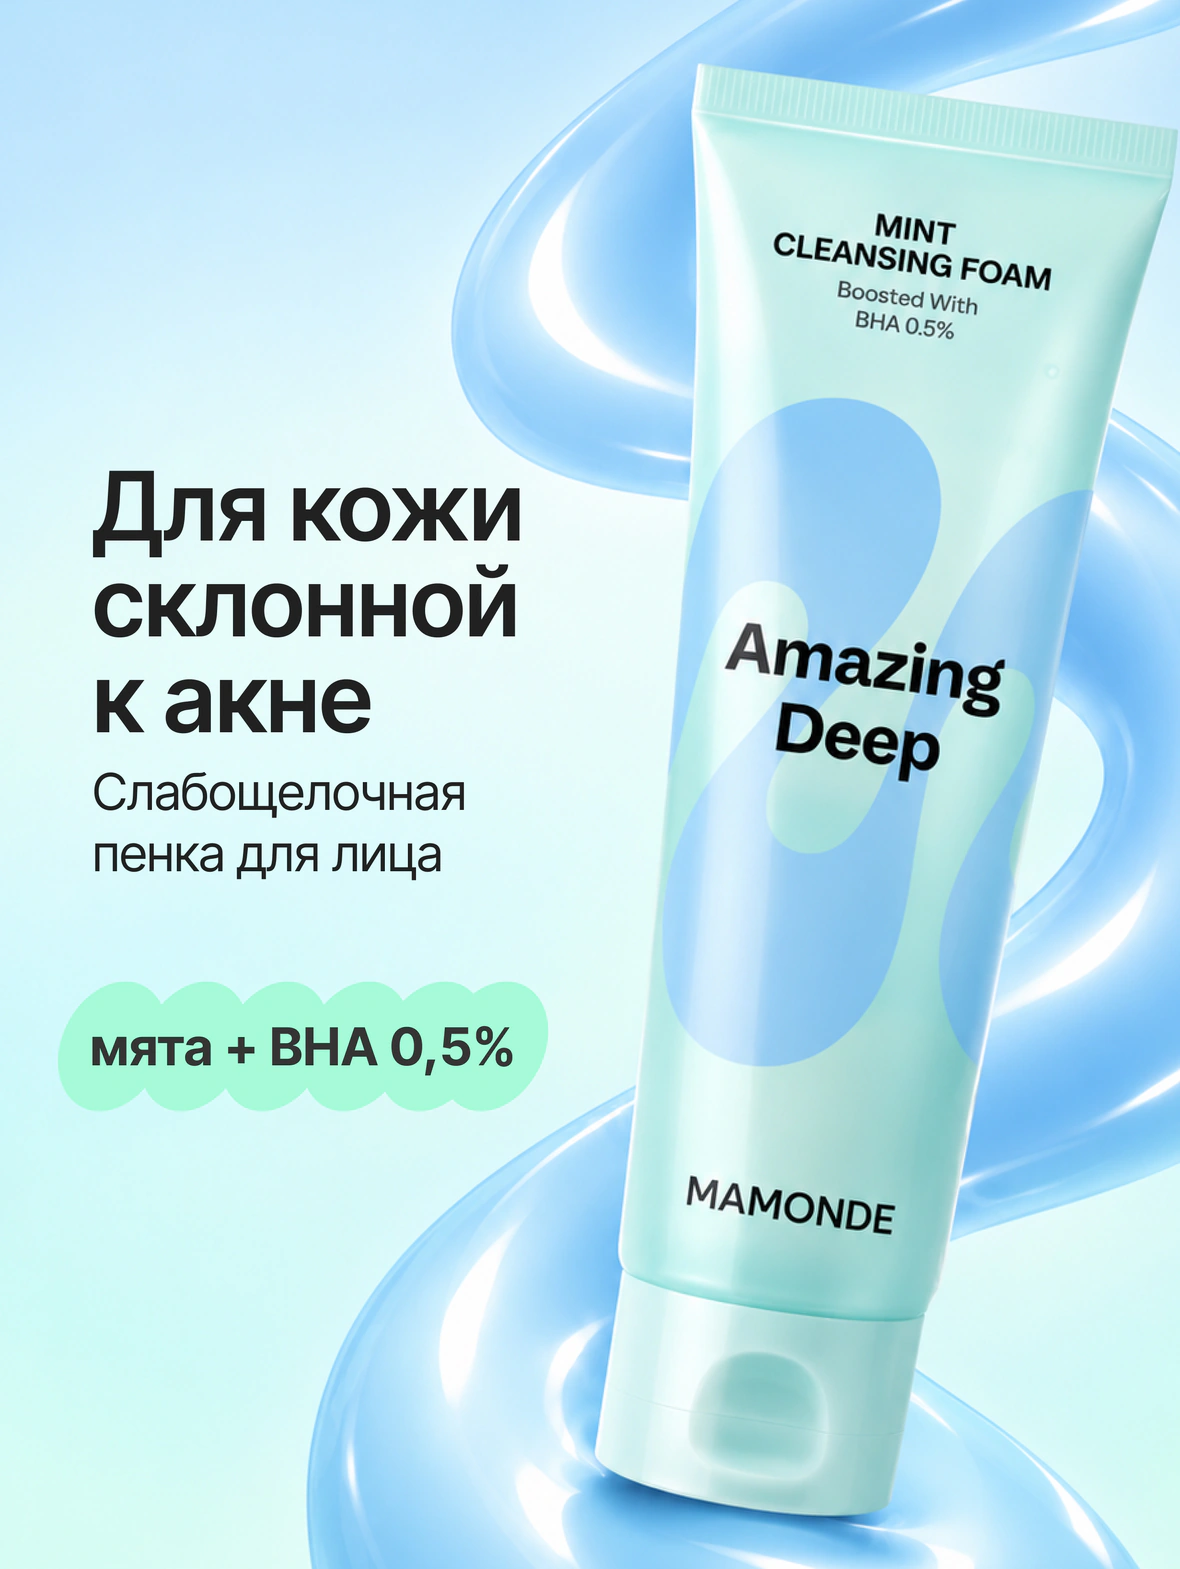 Для кожи
склонной
к акне
Слабощелочная
пенка для лица
мята + BHA 0,5%
MINT
CLEANSING FOAM
Boosted With
BHA 0.5%
Amazing
Deep
MAMONDE